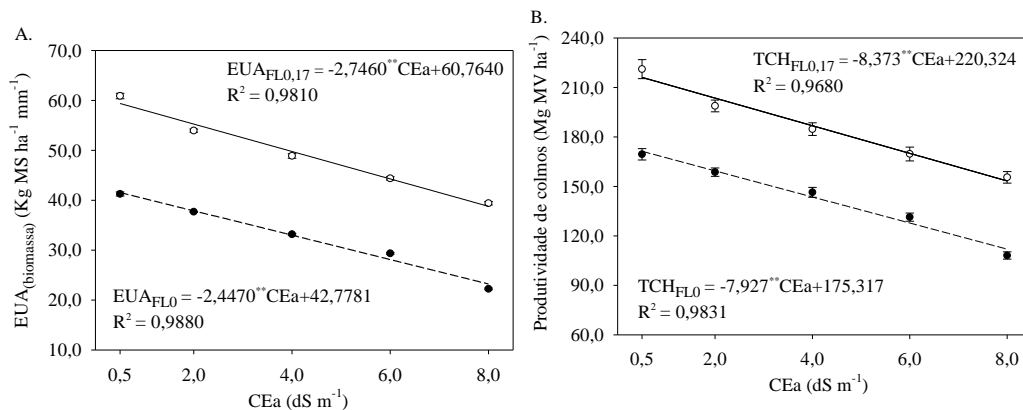 A.
EUA(biomassa) (Kg MS ha-1 mm-1)
70,0
60,0
50,0
40,0
30,0
20,0
10,0
EUAFL0,17 = -2,7460**CEa+60,7640
R2 = 0,9810
EUAFL0 = -2,4470**CEa+42,7781
R2 = 0,9880
0,5 2,0 4,0 6,0 8,0
CEa (dS m-1)
B.
Produtividade de colmos (Mg MV ha-1)
240,0
210,0
180,0
150,0
120,0
90,0
60,0
TCHFL0,17 = -8,373**CEa+220,324
R2 = 0,9680
TCHFL0 = -7,927**CEa+175,317
R2 = 0,9831
0,5 2,0 4,0 6,0 8,0
CEa (dS m-1)